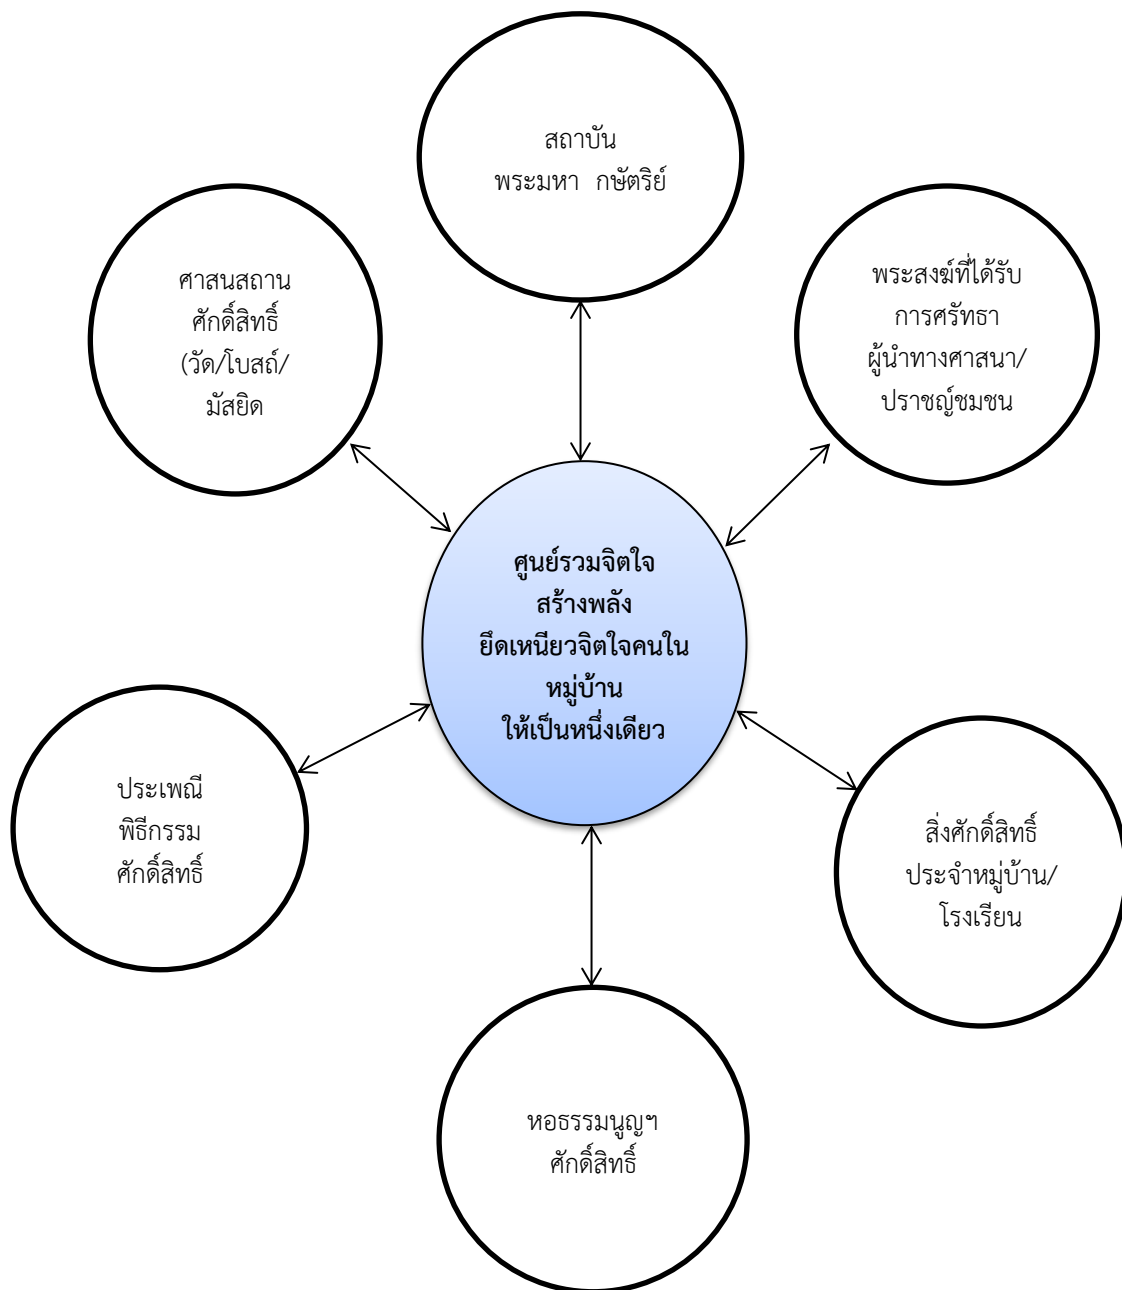 สถาบัน
พระมหา กษัตริย์
ศาสนสถาน
ศักดิ์สิทธิ์
(วัด/โบสถ์/
มัสยิด
พระสงฆ์ที่ได้รับ
การศรัทธา
ผู้นำทางศาสนา/
ปราชญ์ชมชน
ศูนย์รวมจิตใจ
สร้างพลัง
ยึดเหนียวจิตใจคนใน
หมู่บ้าน
ให้เป็นหนึ่งเดียว
ประเพณี
พิธีกรรม
ศักดิ์สิทธิ์
สิ่งศักดิ์สิทธิ์
ประจำหมู่บ้าน/
โรงเรียน
หอธรรมนูญฯ
ศักดิ์สิทธิ์